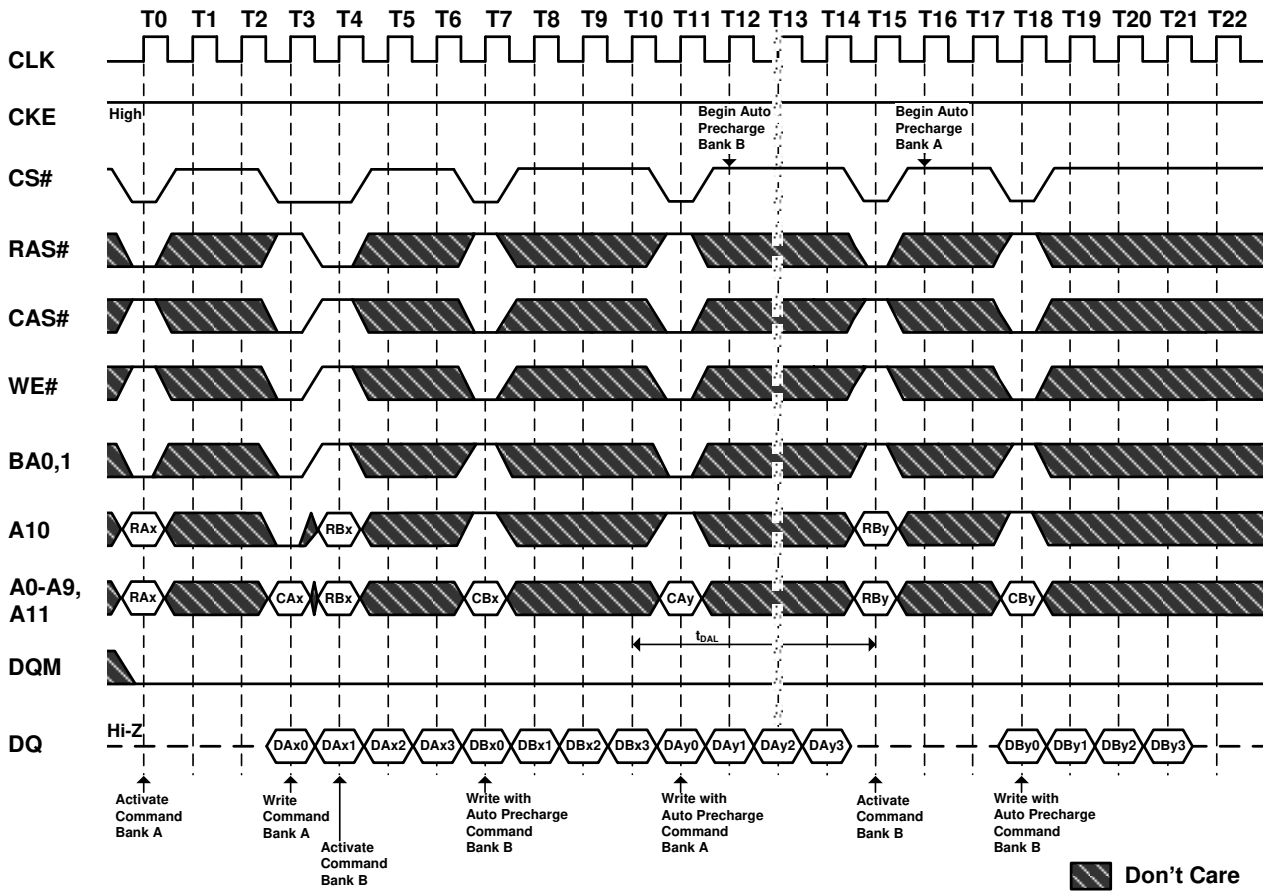 T0 T1 T2 T3 T4 T5 T6 T7 T8 T9 T10 T11 T12 T13 T14 T15 T16 T17 T18 T19 T20 T21 T22
CLK
CKE
High
Begin Auto
Precharge
Bank B
Begin Auto
Precharge
Bank A
CS#
RAS#
CAS#
WE#
BA0,1
A10
RAx RBx RBy
A0-A9,
A11
RAx CAx RBx CBx CAy RBy CBy
tDAL
DQM
DQ
Hi-Z
DAx0 DAx1 DAx2 DAx3 DBx0 DBx1 DBx2 DBx3 DAy0 DAy1 DAy2 DAy3 DBy0 DBy1 DBy2 DBy3
Activate
Command
Bank A
Write
Command
Bank A
Activate
Command
Bank B
Write with
Auto Precharge
Command
Bank B
Write with
Auto Precharge
Command
Bank A
Activate
Command
Bank B
Write with
Auto Precharge
Command
Bank B
Don't Care